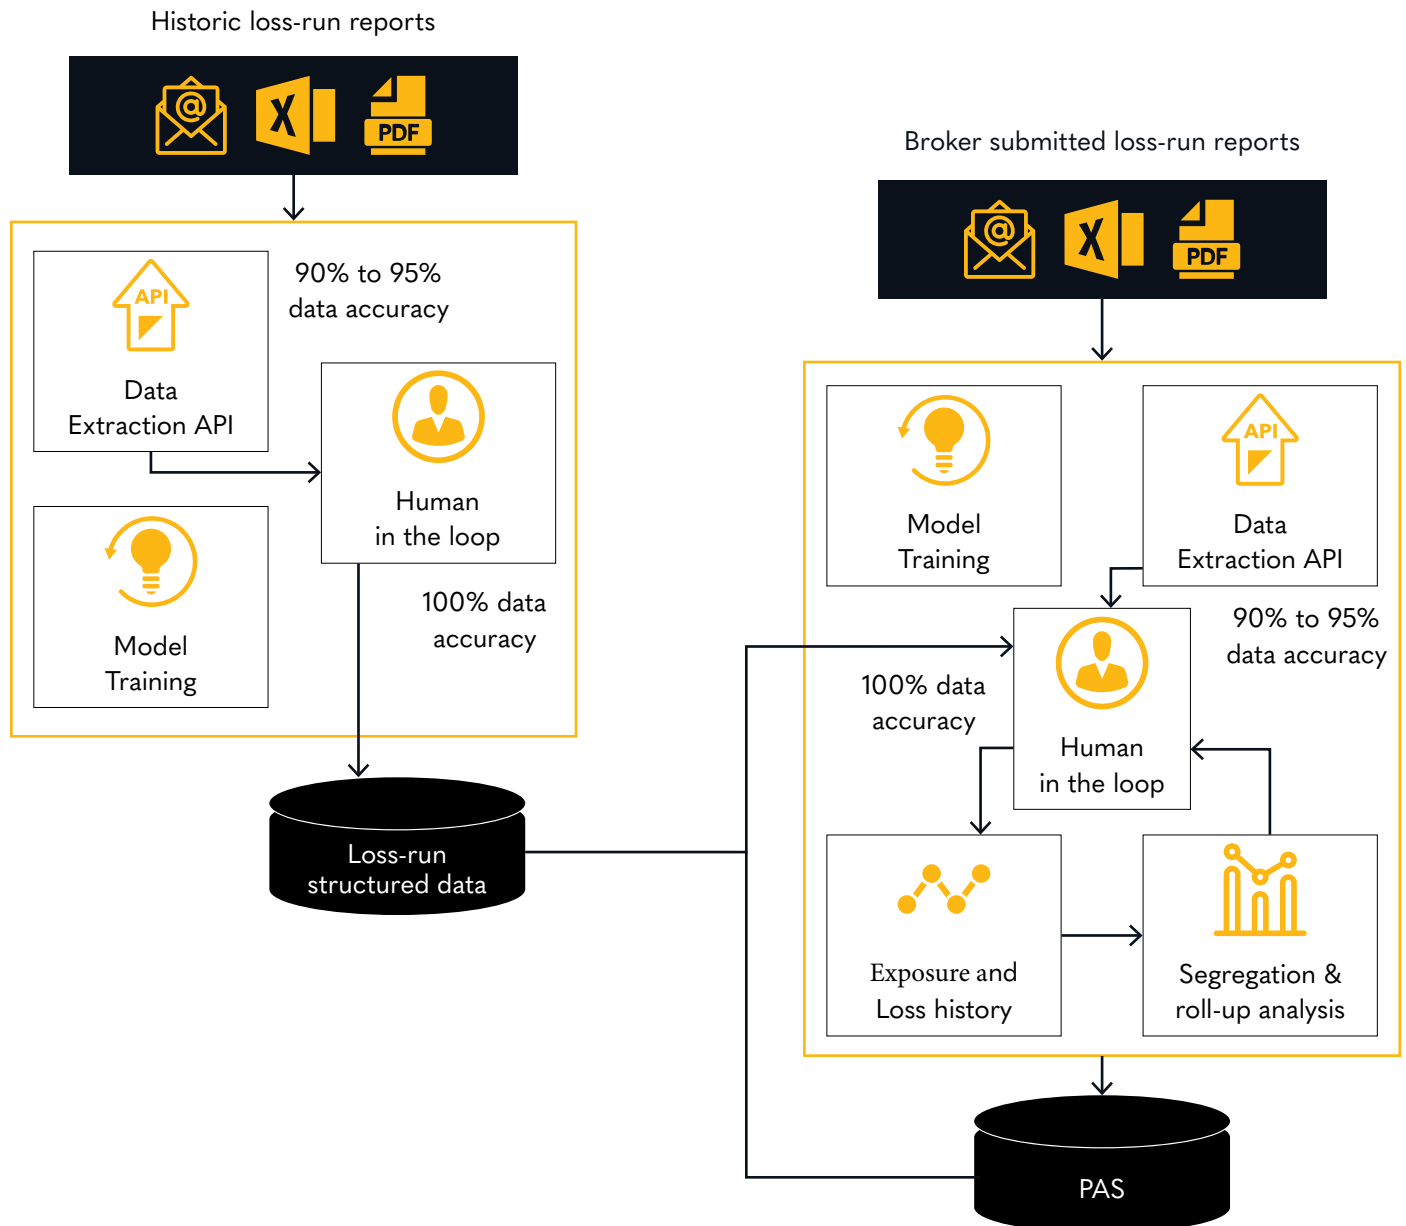 Historic loss-run reports
@
X
PDF
API
Data
Extraction API
90% to 95%
data accuracy
Human
in the loop
100% data
accuracy
Model
Training
Loss-run
structured data
Broker submitted loss-run reports
@
X
PDF
Model
Training
API
Data
Extraction API
90% to 95%
data accuracy
100% data
accuracy
Human
in the loop
Exposure and
Loss history
Segregation &
roll-up analysis
PAS